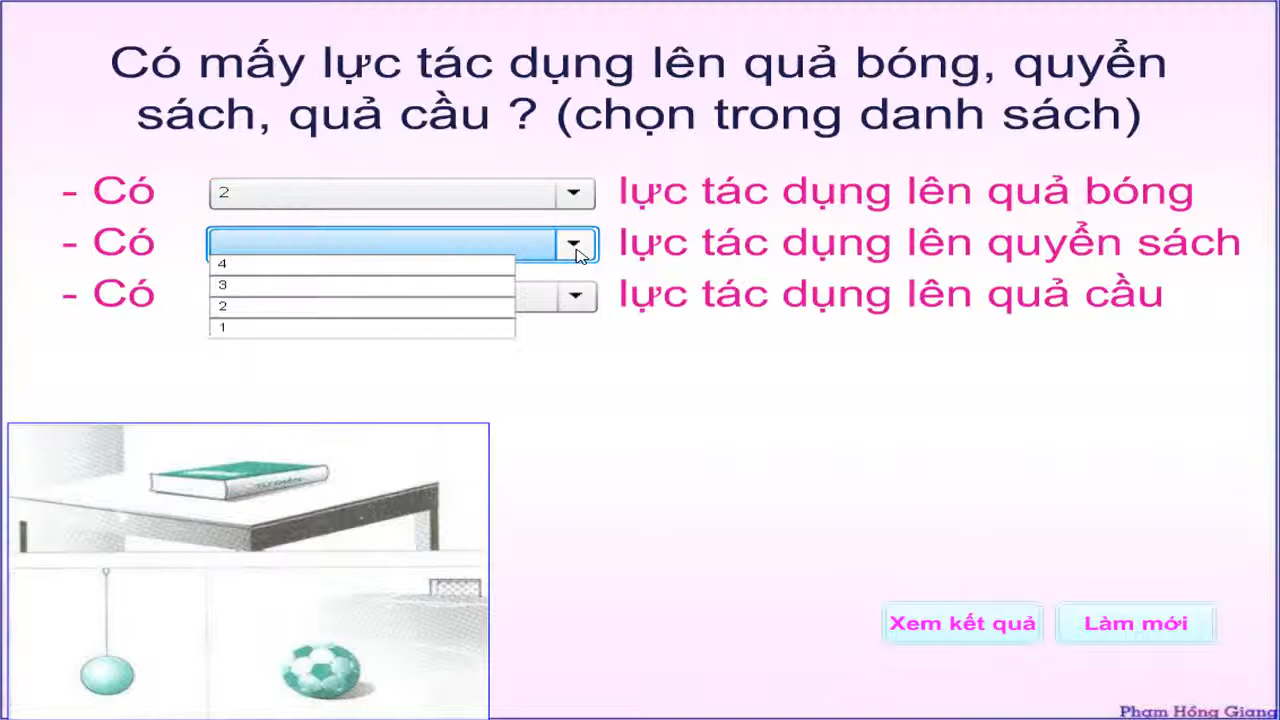 Có mấy lực tác dụng lên quả bóng, quyển
sách, quả cầu ? (chọn trong danh sách)
- Có 2 lực tác dụng lên quả bóng
- Có lực tác dụng lên quyển sách
4
3
2
1
- Có lực tác dụng lên quả cầu
Xem kết quả
Làm mới
Phạm Hồng Giang